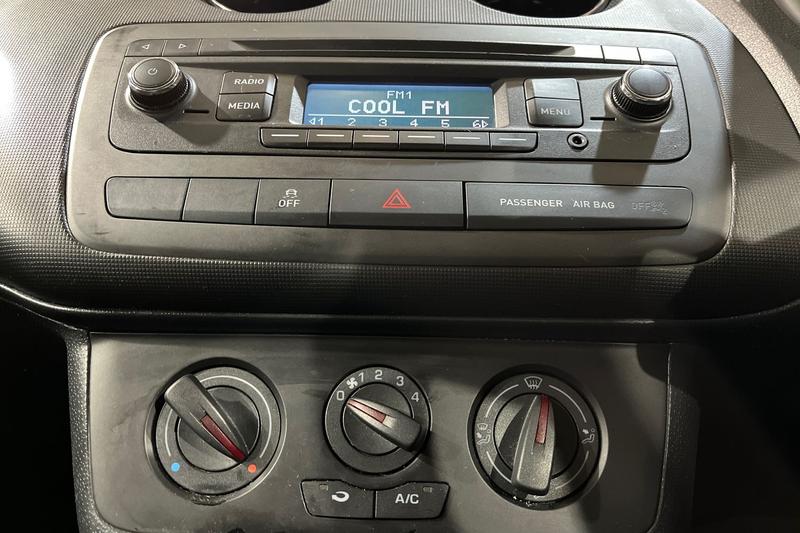 RADIO
MEDIA
FM1
COOL FM
1 2 3 4 5 6
MENU
OFF
PASSENGER AIR BAG OFF
0 1 2 3 4
A/C